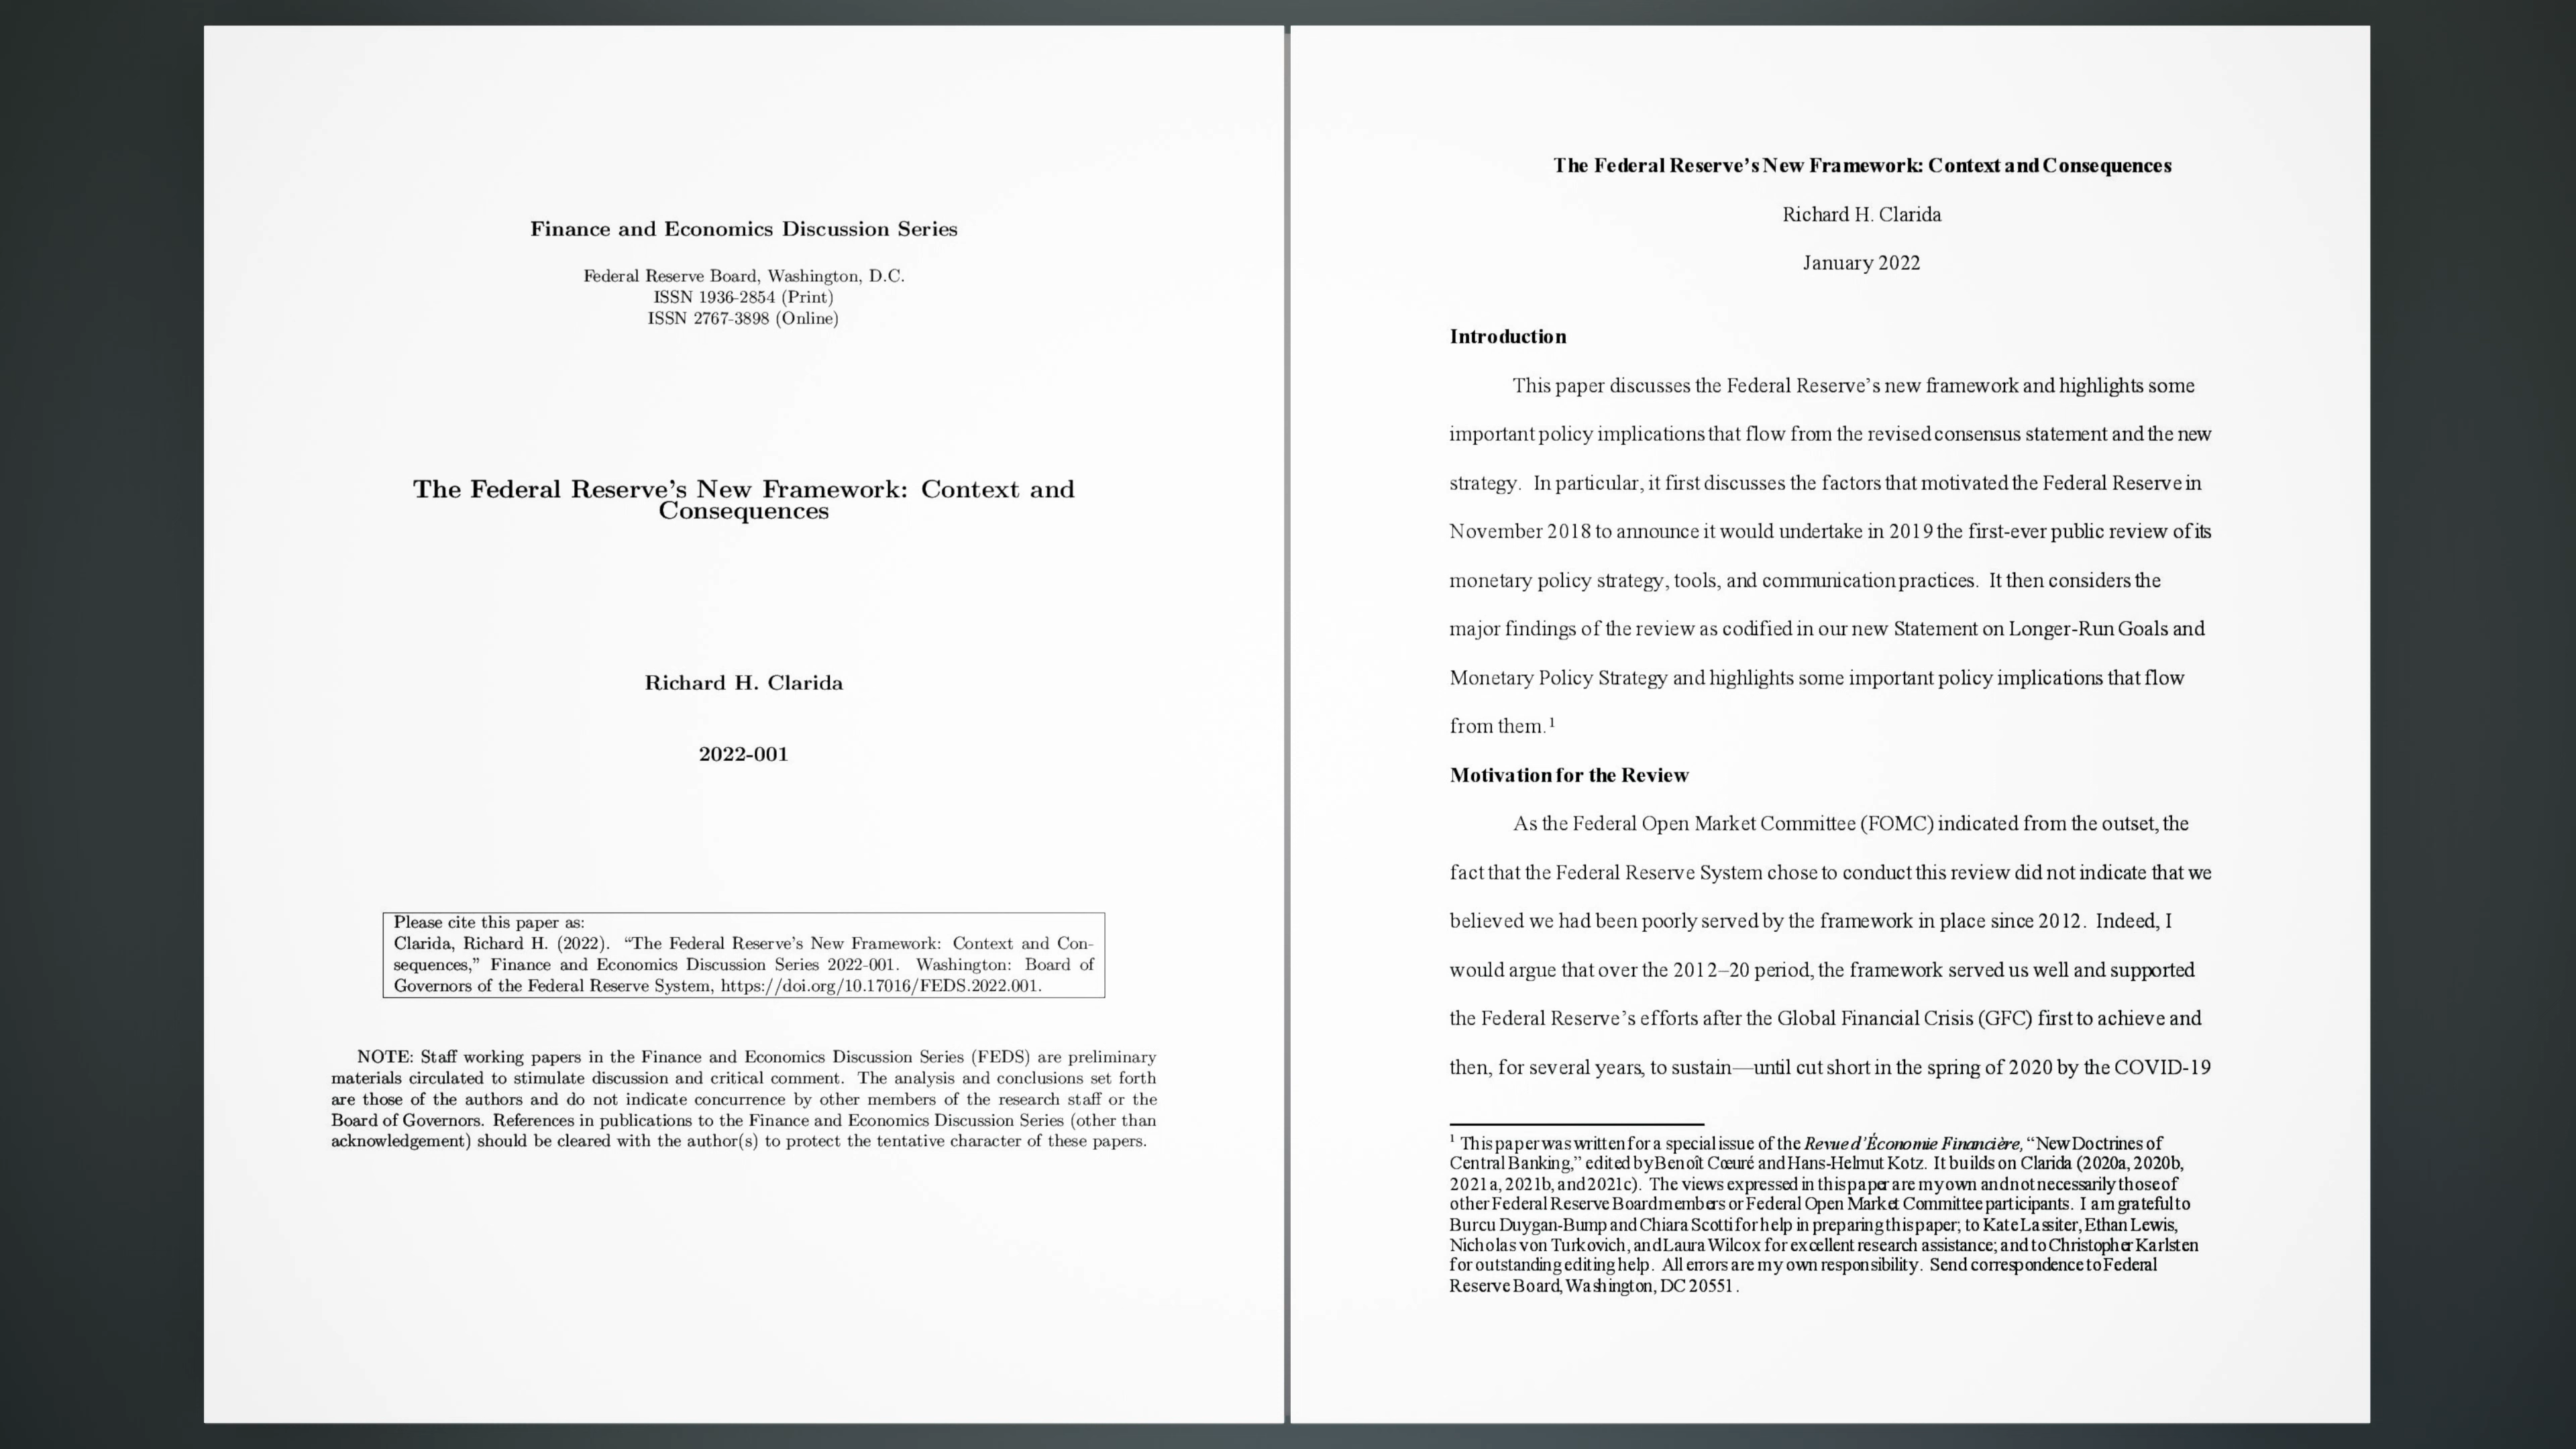 Finance and Economics Discussion Series
Federal Reserve Board, Washington, D.C.
ISSN 1936-2854 (Print)
ISSN 2767-3898 (Online)
The Federal Reserve's New Framework: Context and
Consequences
Richard H. Clarida
2022-001
Please cite this paper as:
Clarida, Richard H. (2022). “The Federal Reserve's New Framework: Context and Con-
sequences,” Finance and Economics Discussion Series 2022-001. Washington: Board of
Governors of the Federal Reserve System, https://doi.org/10.17016/FEDS.2022.001.
NOTE: Staff working papers in the Finance and Economics Discussion Series (FEDS) are preliminary
materials circulated to stimulate discussion and critical comment. The analysis and conclusions set forth
are those of the authors and do not indicate concurrence by other members of the research staff or the
Board of Governors. References in publications to the Finance and Economics Discussion Series (other than
acknowledgement) should be cleared with the author(s) to protect the tentative character of these papers.
The Federal Reserve's New Framework: Context and Consequences
Richard H. Clarida
January 2022
Introduction
This paper discusses the Federal Reserve's new framework and highlights some
important policy implications that flow from the revised consensus statement and the new
strategy. In particular, it first discusses the factors that motivated the Federal Reserve in
November 2018 to announce it would undertake in 2019 the first-ever public review of its
monetary policy strategy, tools, and communication practices. It then considers the
major findings of the review as codified in our new Statement on Longer-Run Goals and
Monetary Policy Strategy and highlights some important policy implications that flow
from them.¹
Motivation for the Review
As the Federal Open Market Committee (FOMC) indicated from the outset, the
fact that the Federal Reserve System chose to conduct this review did not indicate that we
believed we had been poorly served by the framework in place since 2012. Indeed, I
would argue that over the 2012–20 period, the framework served us well and supported
the Federal Reserve's efforts after the Global Financial Crisis (GFC) first to achieve and
then, for several years, to sustain—until cut short in the spring of 2020 by the COVID-19
¹ This paper was written for a special issue of the Revue d'Économie Financière, “New Doctrines of
Central Banking,” edited by Benoît Cœuré and Hans-Helmut Kotz. It builds on Clarida (2020a, 2020b,
2021a, 2021b, and 2021c). The views expressed in this paper are my own and not necessarily those of
other Federal Reserve Board members or Federal Open Market Committee participants. I am grateful to
Burcu Duygan-Bump and Chiara Scotti for help in preparing this paper; to Kate Lassiter, Ethan Lewis,
Nicholas von Turkovich, and Laura Wilcox for excellent research assistance; and to Christopher Karlsten
for outstanding editing help. All errors are my own responsibility. Send correspondence to Federal
Reserve Board, Washington, DC 20551.